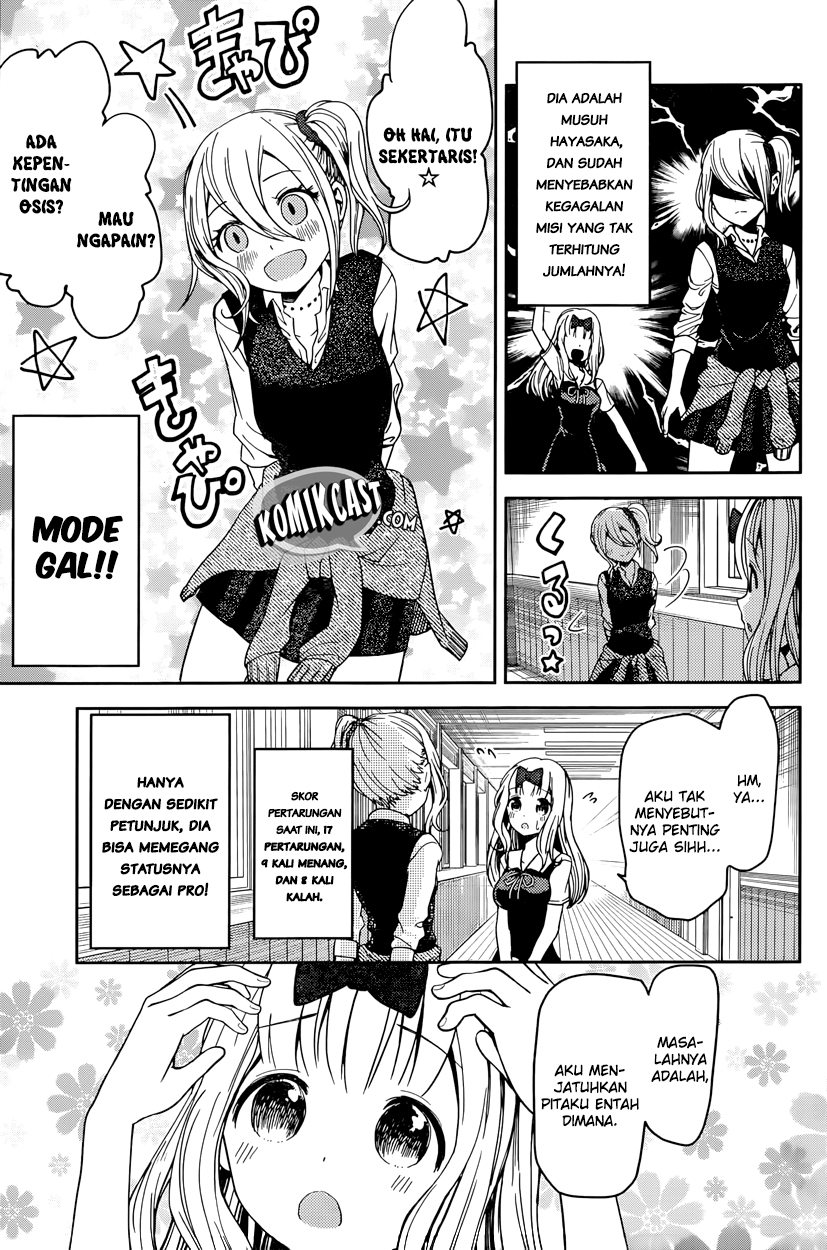 DIA ADALAH
MUSUH
HAYASAKA,
DAN SUDAH
MENYEBABKAN
KEGAGALAN
MISI YANG TAK
TERHITUNG
JUMLAHNYA!
くるっ☆
きゃぴ
OH HAI, ITU
SEKERTARIS!
☆
ADA
KEPEN-
TINGAN
OSIS?
MAU
NGAPAIN?
きゃぴ
KOMIKCAST
.COM
MODE
GAL!!
HM,
YA...
AKU TAK
MENYEBUT-
NYA PENTING
JUGA SIHH...
SKOR
PERTARUNGAN
SAAT INI, 17
PERTARUNGAN,
9 KALI MENANG,
DAN 8 KALI
KALAH.
HANYA
DENGAN SEDIKIT
PETUNJUK, DIA
BISA MEMEGANG
STATUSNYA
SEBAGAI PRO!
MASA-
LAHNYA
ADALAH,
AKU MEN-
JATUHKAN
PITAKU ENTAH
DIMANA.